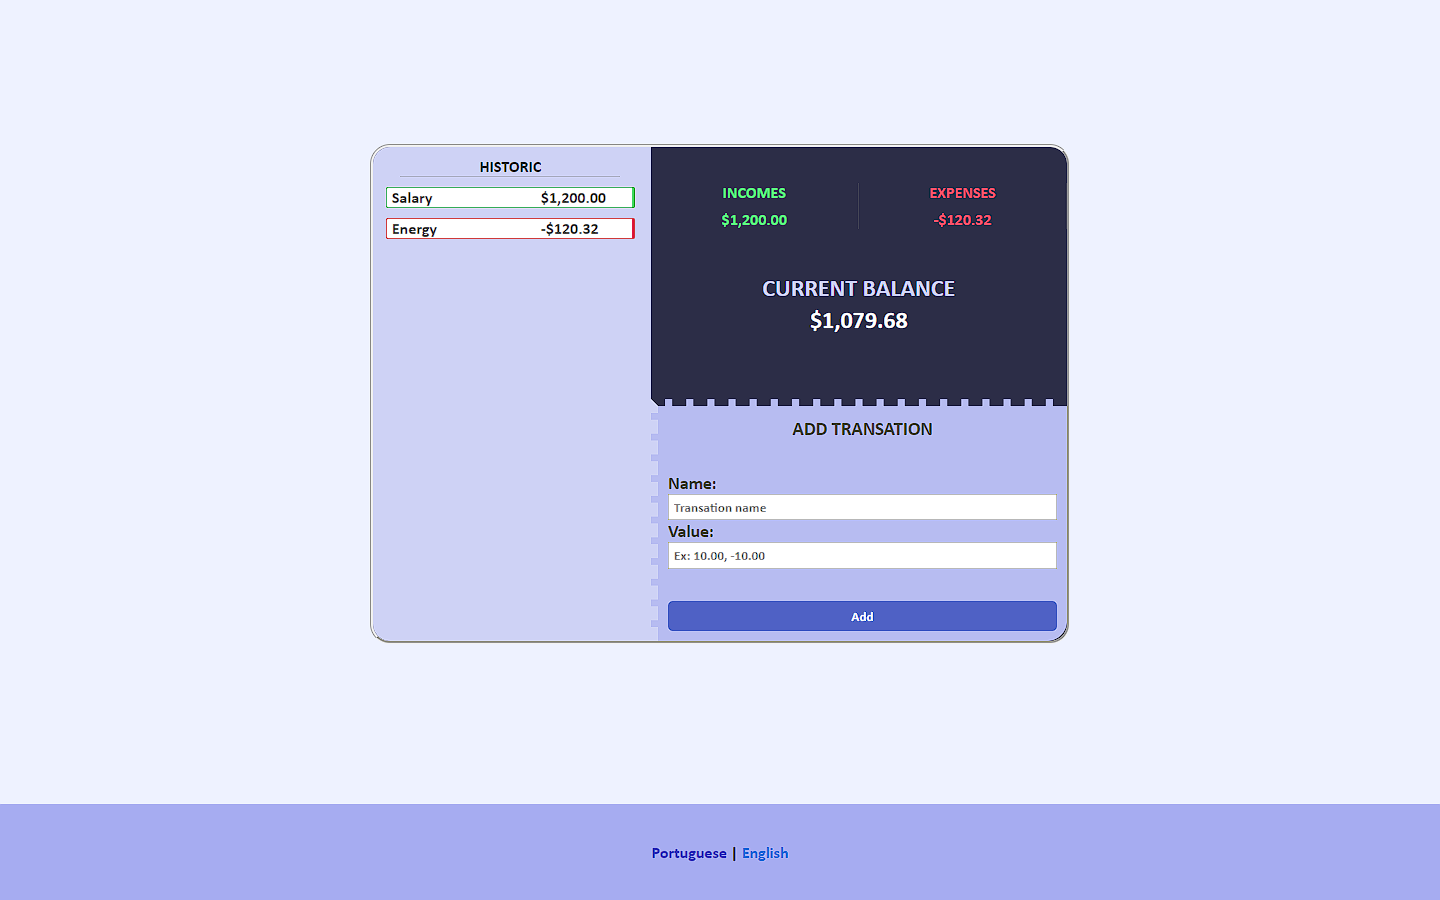 HISTORIC
Salary $1,200.00
Energy -$120.32
INCOMES
$1,200.00
EXPENSES
-$120.32
CURRENT BALANCE
$1,079.68
ADD TRANSATION
Name:
Transation name
Value:
Ex: 10.00, -10.00
Add
Portuguese | English